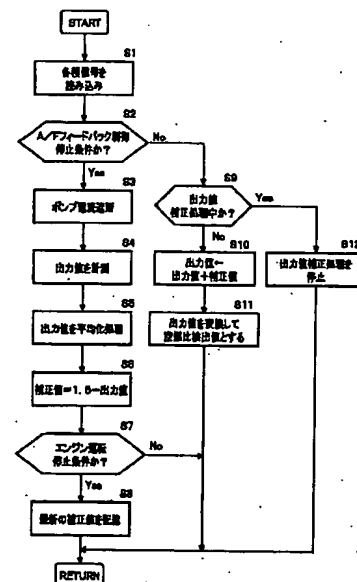 START
S1
各種信号を
読み込み
S2
A/Fフィードバック制御
停止条件か?
No
Yes
S3
ポンプ電流遮断
S4
出力値を計測
S5
出力値を平均化処理
S6
補正値=1.5-出力値
S7
エンジン運転
停止条件か?
No
Yes
S8
最新の補正値を記憶
RETURN
S9
出力値
補正処理中か?
Yes
No
S10
出力値←
出力値+補正値
S11
出力値を変換して
空燃比検出値とする
S12
出力値補正処理を
停止